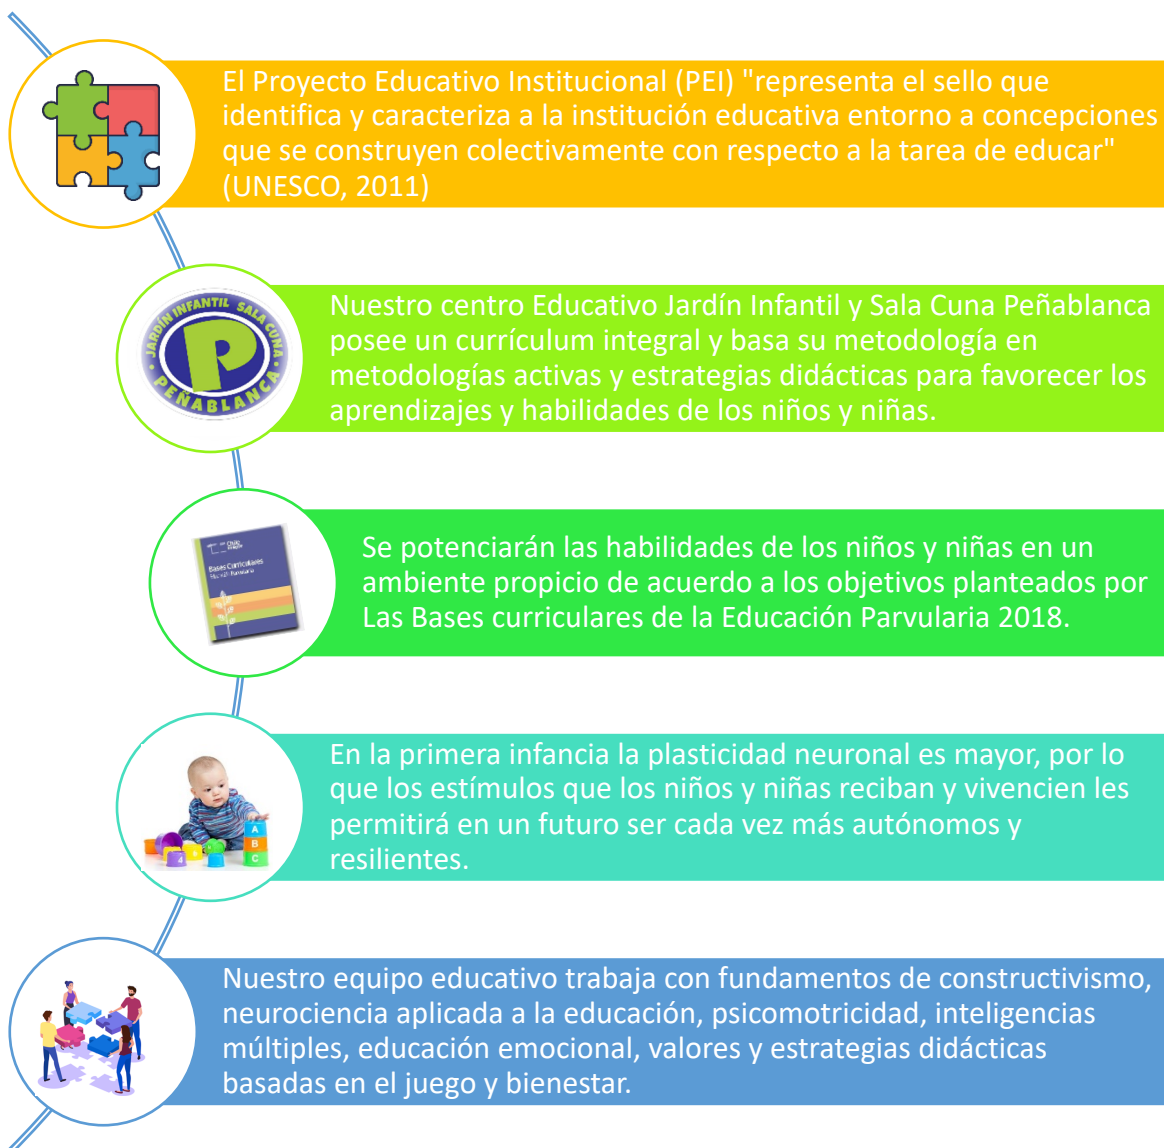 El Proyecto Educativo Institucional (PEI) "representa el sello que
identifica y caracteriza a la institución educativa entorno a concepciones
que se construyen colectivamente con respecto a la tarea de educar"
(UNESCO, 2011)
JARDÍN INFANTIL SALA CUNA
P
PEÑABLANCA
Nuestro centro Educativo Jardín Infantil y Sala Cuna Peñablanca
posee un currículum integral y basa su metodología en
metodologías activas y estrategias didácticas para favorecer los
aprendizajes y habilidades de los niños y niñas.
Bases Curriculares
Se potenciarán las habilidades de los niños y niñas en un
ambiente propicio de acuerdo a los objetivos planteados por
Las Bases curriculares de la Educación Parvularia 2018.
A
B
C
4
En la primera infancia la plasticidad neuronal es mayor, por lo
que los estímulos que los niños y niñas reciban y vivencien les
permitirá en un futuro ser cada vez más autónomos y
resilientes.
Nuestro equipo educativo trabaja con fundamentos de constructivismo,
neurociencia aplicada a la educación, psicomotricidad, inteligencias
múltiples, educación emocional, valores y estrategias didácticas
basadas en el juego y bienestar.